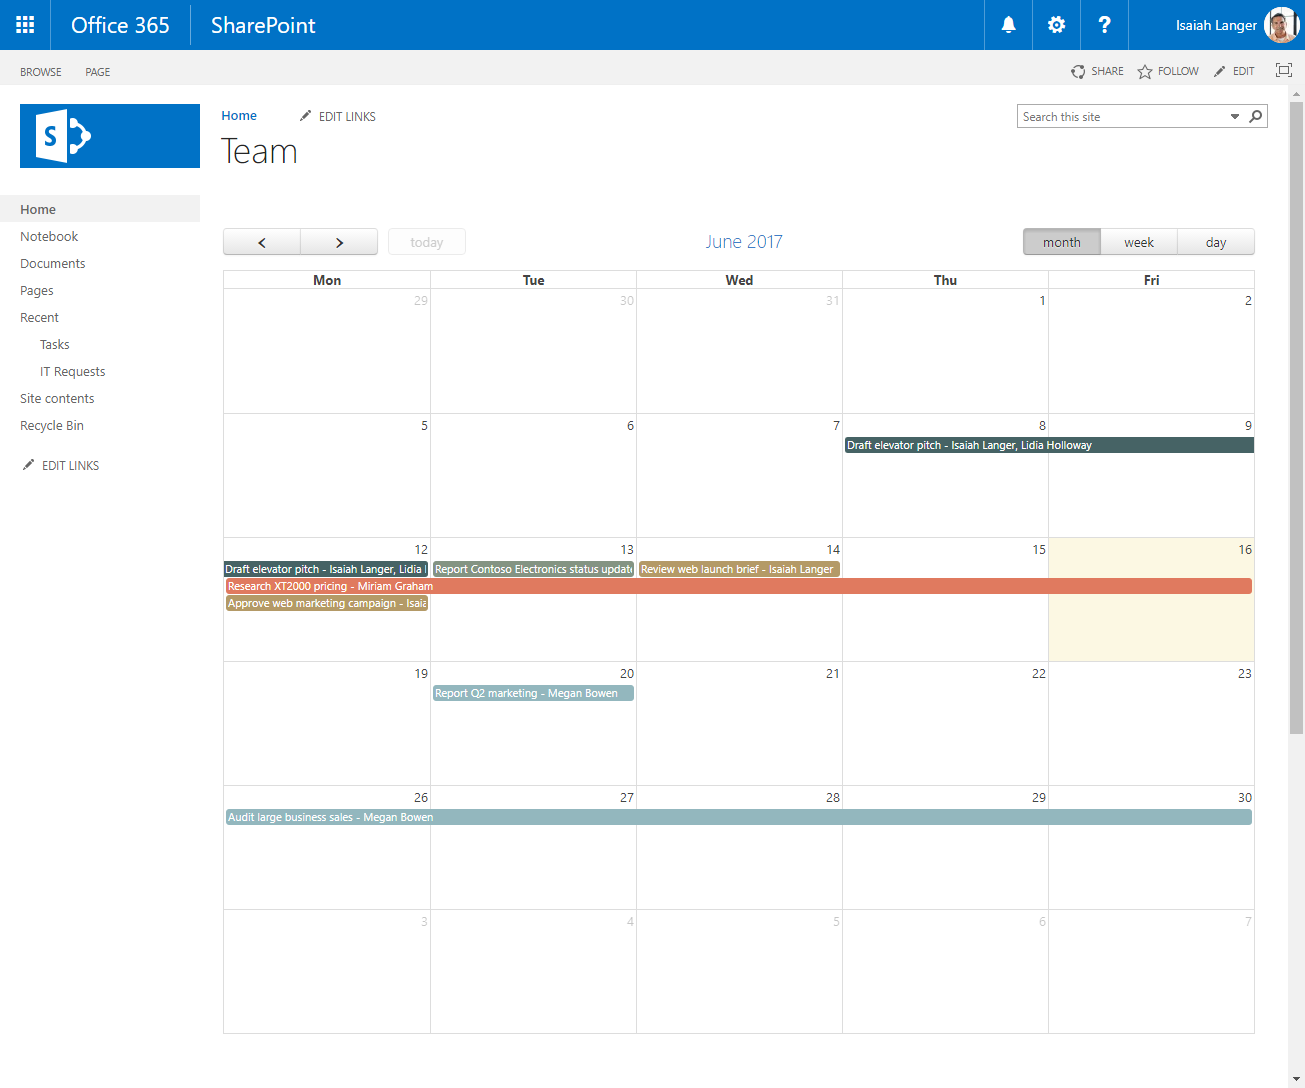 Office 365
SharePoint
?
Isaiah Langer
BROWSE
PAGE
SHARE
FOLLOW
EDIT
S
Home
EDIT LINKS
Search this site
Team
Home
Notebook
Documents
Pages
Recent
Tasks
IT Requests
Site contents
Recycle Bin
EDIT LINKS
today
June 2017
month
week
day
Mon Tue Wed Thu Fri
29 30 31 1 2
5 6 7 8 9
Draft elevator pitch - Isaiah Langer, Lidia Holloway
12 13 14 15 16
Draft elevator pitch - Isaiah Langer, Lidia
Report Contoso Electronics status update
Review web launch brief - Isaiah Langer
Research XT2000 pricing - Miriam Graham
Approve web marketing campaign - Isaia
19 20 21 22 23
Report Q2 marketing - Megan Bowen
26 27 28 29 30
Audit large business sales - Megan Bowen
3 4 5 6 7